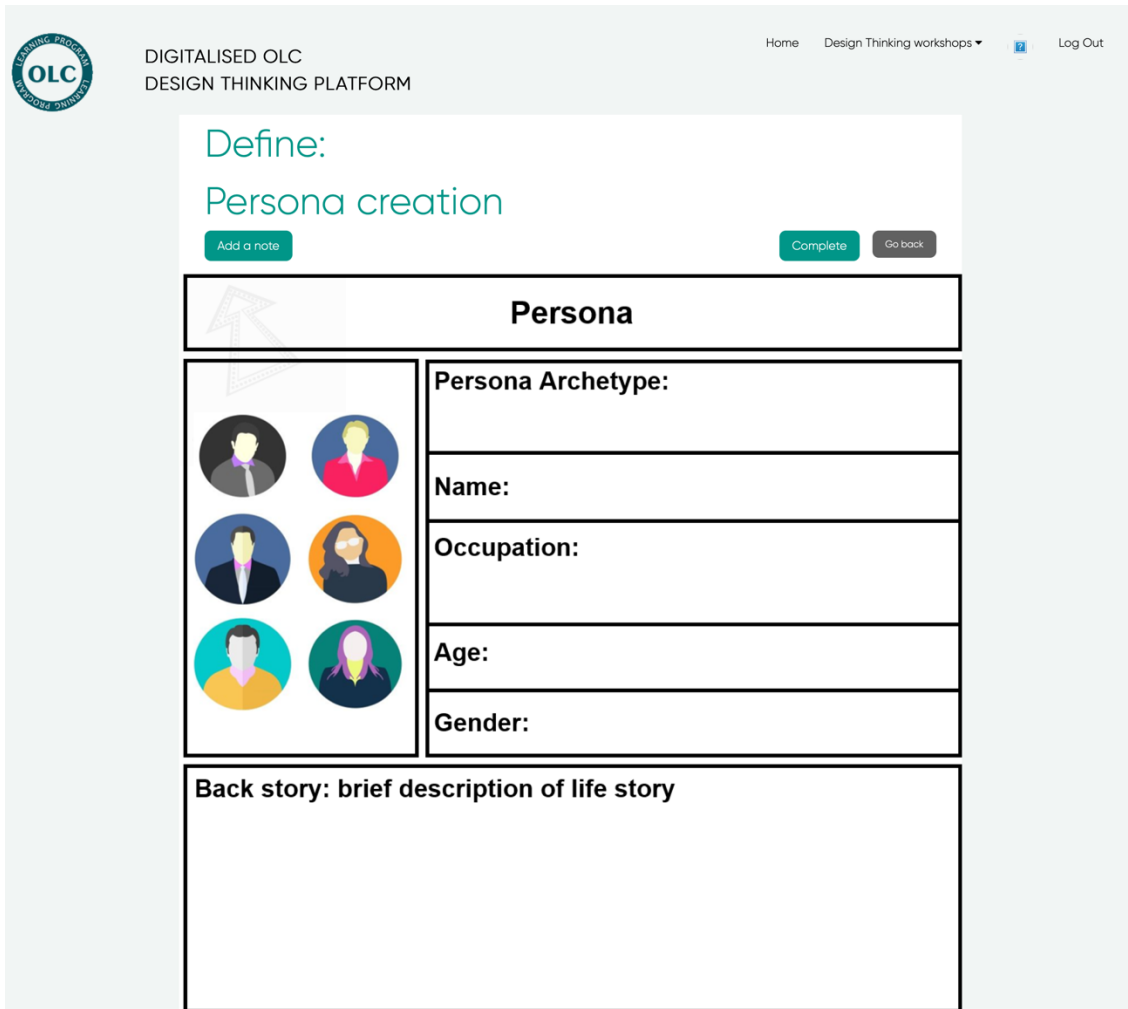 LEARNING PROGRAM LEARNING PROGRAM
OLC
DIGITALISED OLC
DESIGN THINKING PLATFORM
Home Design Thinking workshops ? Log Out
Define:
Persona creation
Add a note Complete Go back
Persona
Persona Archetype:
Name:
Occupation:
Age:
Gender:
Back story: brief description of life story